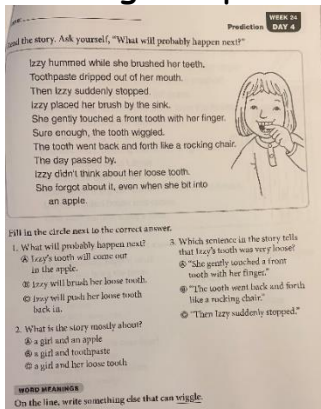 WEEK 24
Prediction DAY 4
the story. Ask yourself, "What will probably happen next?"
Izzy hummed while she brushed her teeth.
Toothpaste dripped out of her mouth.
Then Izzy suddenly stopped.
Izzy placed her brush by the sink.
She gently touched a front tooth with her finger.
Sure enough, the tooth wiggled.
The tooth went back and forth like a rocking chair.
The day passed by.
Izzy didn't think about her loose tooth.
She forgot about it, even when she bit into
an apple.
Fill in the circle next to the correct answer.
1. What will probably happen next?
Ⓐ Izzy's tooth will come out
in the apple.
Ⓑ Izzy will brush her loose tooth.
Ⓒ Izzy will push her loose tooth
back in.
2. What is the story mostly about?
Ⓐ a girl and an apple
Ⓑ a girl and toothpaste
Ⓒ a girl and her loose tooth
3. Which sentence in the story tells
that Izzy's tooth was very loose?
Ⓐ "She gently touched a front
tooth with her finger."
Ⓑ "The tooth went back and forth
like a rocking chair."
Ⓒ "Then Izzy suddenly stopped."
WORD MEANINGS
On the line, write something else that can wiggle.